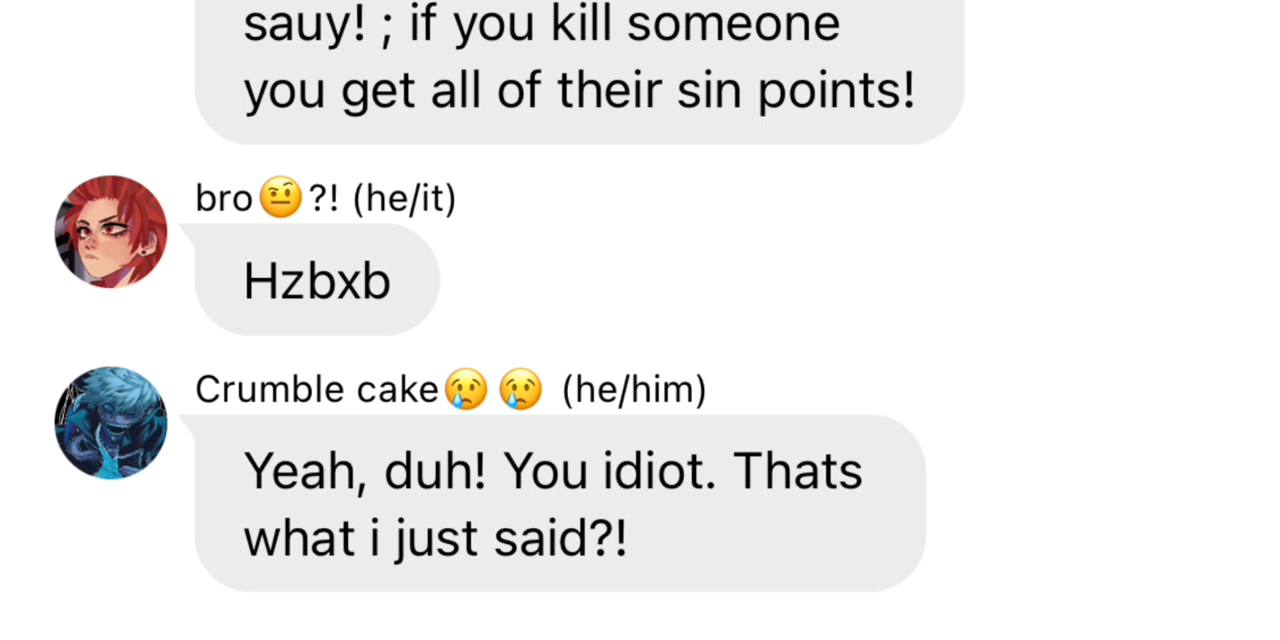 sauy! ; if you kill someone
you get all of their sin points!
bro🤨?! (he/it)
Hzbxb
Crumble cake😢😢 (he/him)
Yeah, duh! You idiot. Thats
what i just said?!